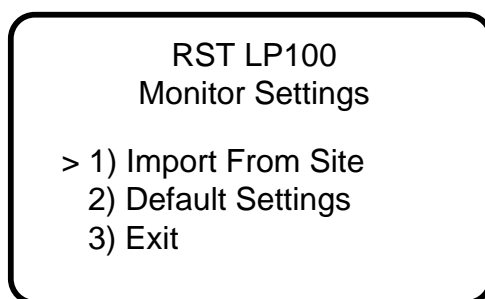 RST LP100
Monitor Settings
> 1) Import From Site
2) Default Settings
3) Exit